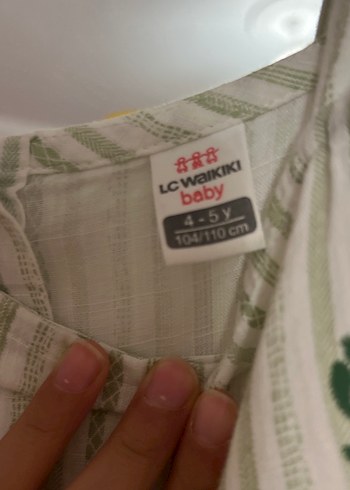 LC WAIKIKI
baby
4 - 5 y
104/110 cm